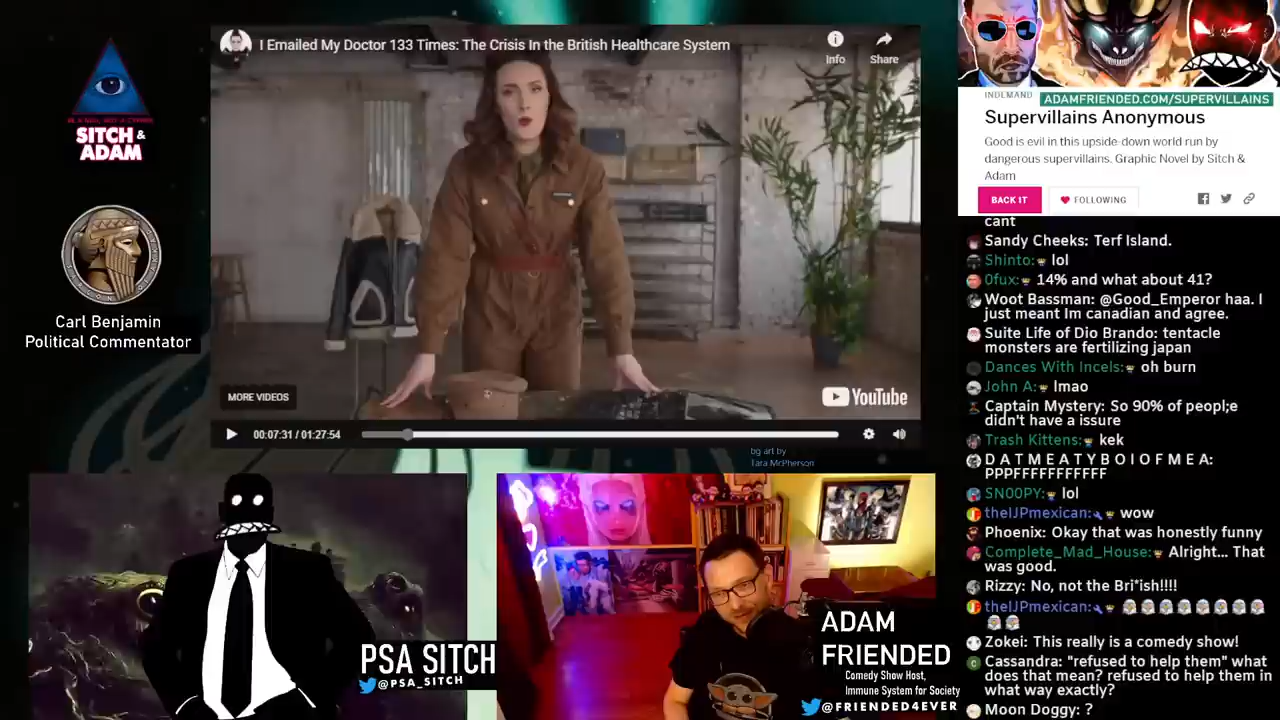 I Emailed My Doctor 133 Times: The Crisis In the British Healthcare System
Info
Share
SITCH &
ADAM
Carl Benjamin
Political Commentator
MORE VIDEOS
YouTube
00:07:31 / 01:27:54
bg art by
Tara McPherson
PSA SITCH
@PSA_SITCH
ADAM
FRIENDED
Comedy Show Host,
Immune System for Society
@FRIENDED4EVER
INDEMAND
ADAMFRIENDED.COM/SUPERVILLAINS
Supervillains Anonymous
Good is evil in this upside-down world run by
dangerous supervillains. Graphic Novel by Sitch &
Adam
BACK IT
FOLLOWING
cant
Sandy Cheeks: Terf Island.
Shinto: lol
0fux: 14% and what about 41?
Woot Bassman: @Good_Emperor haa. I
just meant Im canadian and agree.
Suite Life of Dio Brando: tentacle
monsters are fertilizing japan
Dances With Incels: oh burn
John A: lmao
Captain Mystery: So 90% of peopl;e
didn't have a issure
Trash Kittens: kek
D A T M E A T Y B O I O F M E A:
PPPFFFFFFFFFFF
SN00PY: lol
theIJPmexican: wow
Phoenix: Okay that was honestly funny
Complete_Mad_House: Alright... That
was good.
Rizzy: No, not the Bri*ish!!!!
theIJPmexican:
Zokei: This really is a comedy show!
Cassandra: "refused to help them" what
does that mean? refused to help them in
what way exactly?
Moon Doggy: ?